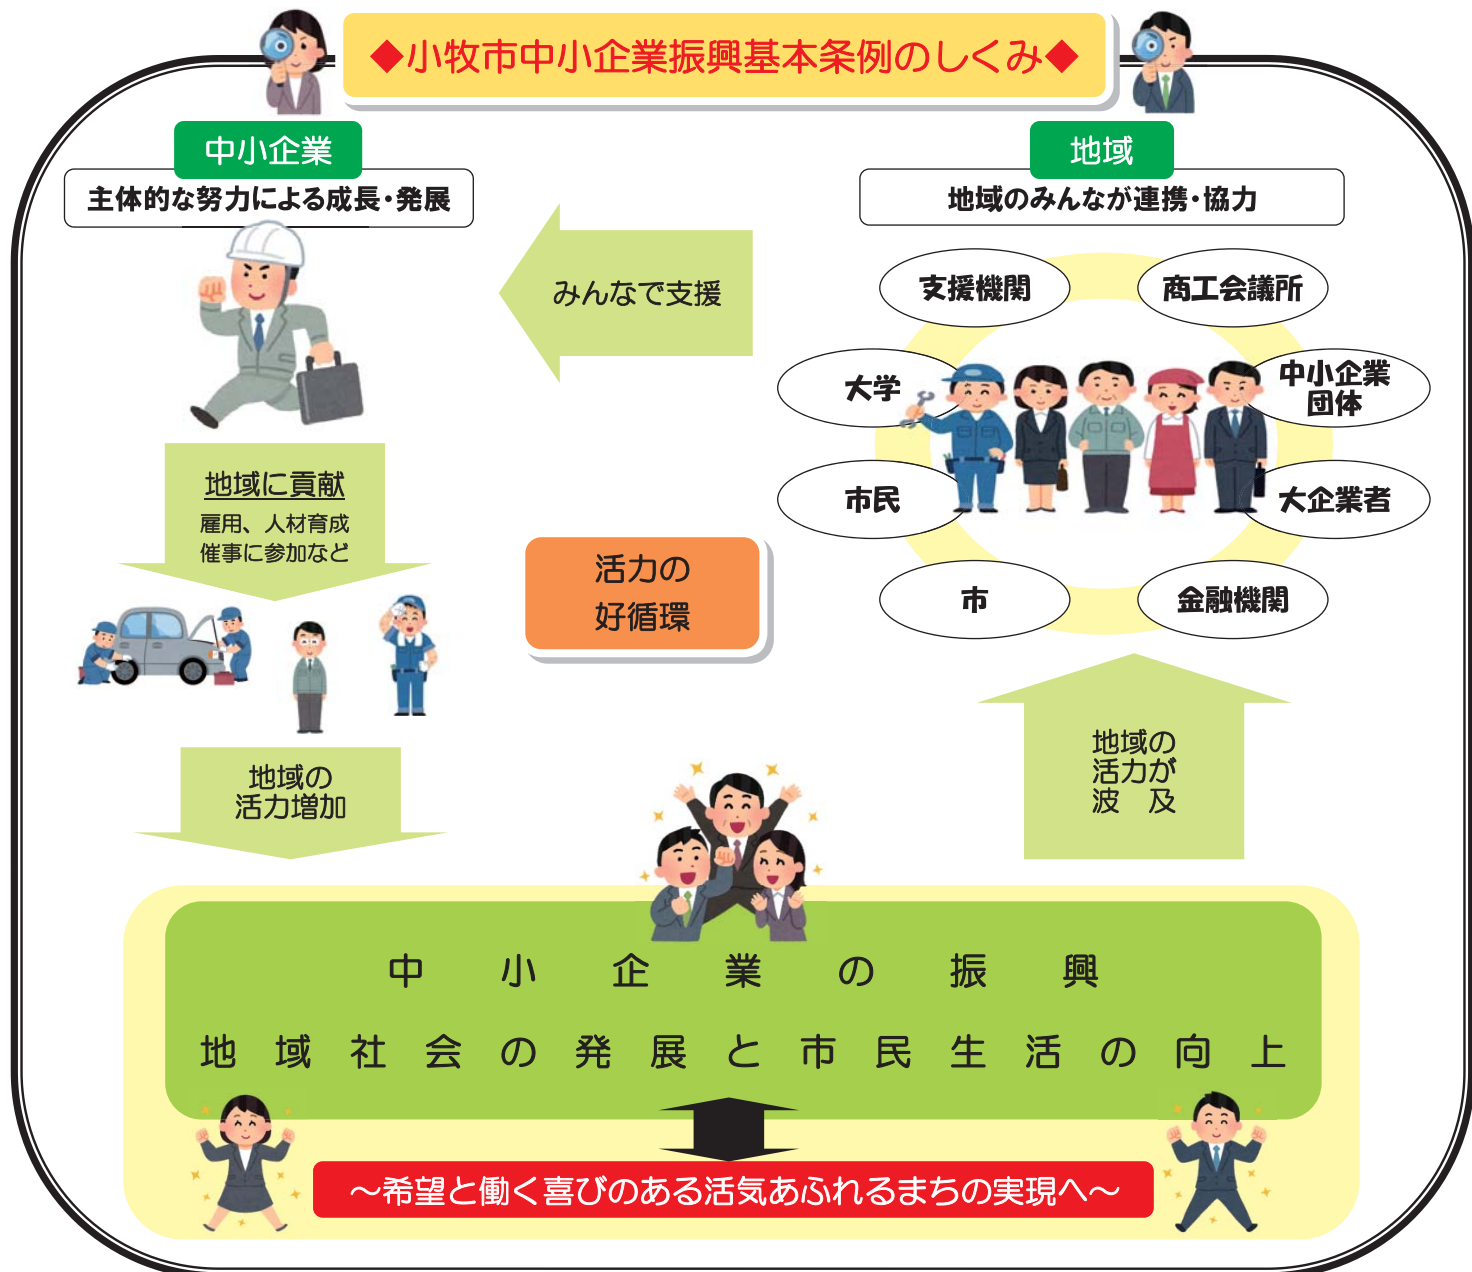 ◆小牧市中小企業振興基本条例のしくみ◆
中小企業
主体的な努力による成長・発展
地域
地域のみんなが連携・協力
みんなで支援
支援機関
商工会議所
大学
中小企業
団体
市民
大企業者
市
金融機関
地域に貢献
雇用、人材育成
催事に参加など
活力の
好循環
地域の
活力増加
地域の
活力が
波　及
中小企業の振興
地域社会の発展と市民生活の向上
～希望と働く喜びのある活気あふれるまちの実現へ～